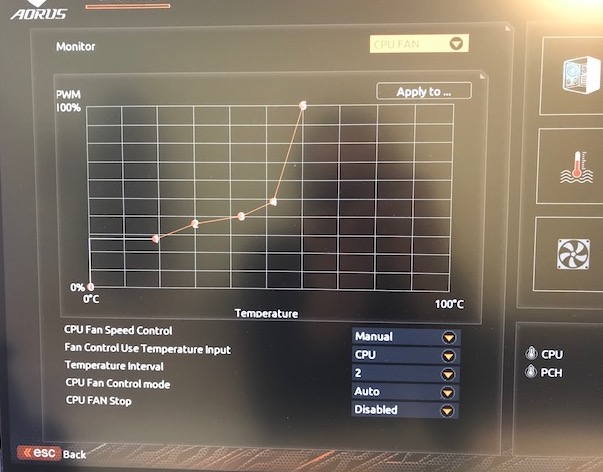 AORUS
Monitor
CPU FAN
Apply to ...
PWM
100%
0%
0°C
100°C
Temperature
CPU Fan Speed Control Manual
Fan Control Use Temperature Input CPU
Temperature Interval 2
CPU Fan Control mode Auto
CPU FAN Stop Disabled
CPU
PCH
«esc Back